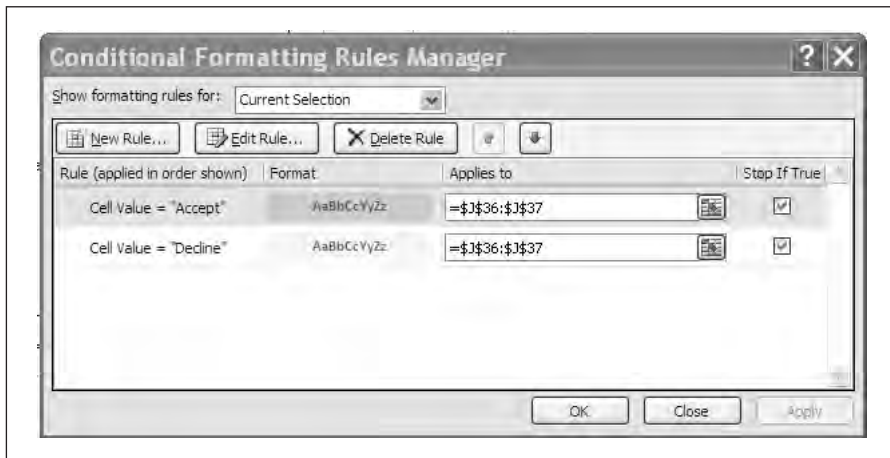 Conditional Formatting Rules Manager
Show formatting rules for: Current Selection
New Rule... Edit Rule... Delete Rule
Rule (applied in order shown) Format Applies to Stop If True
Cell Value = "Accept" AaBbCcYyZz =$J$36:$J$37
Cell Value = "Decline" AaBbCcYyZz =$J$36:$J$37
OK Close Apply